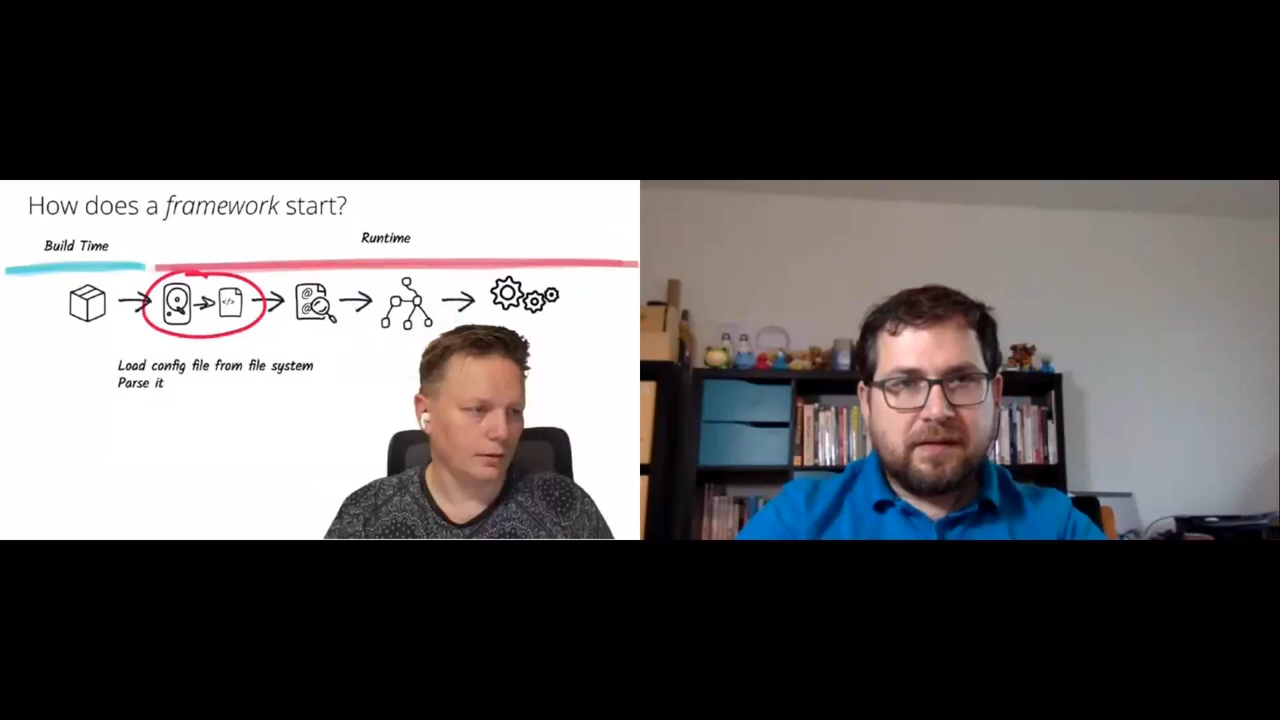 How does a framework start?
Build Time
Runtime
</>
@
@
Load config file from file system
Parse it